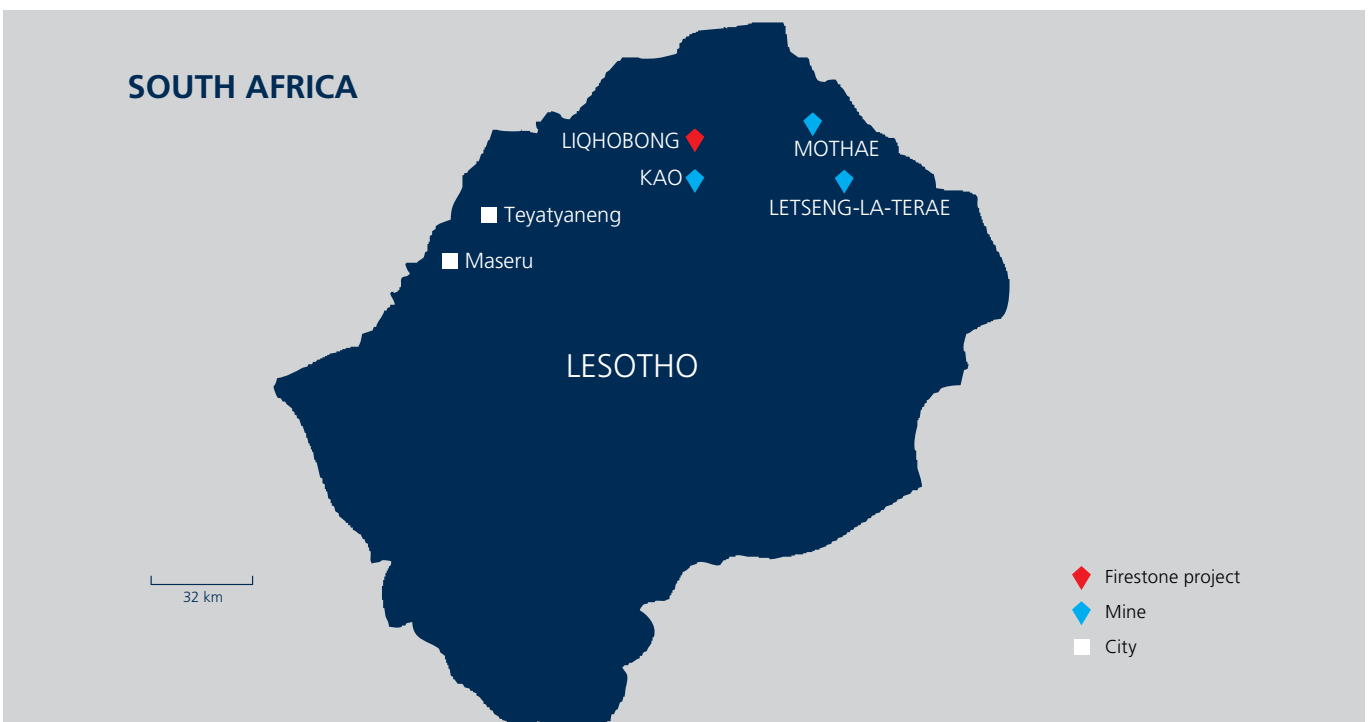 SOUTH AFRICA
LIQHOBONG
MOTHAE
KAO
LETSENG-LA-TERAE
Teyatyaneng
Maseru
LESOTHO
32 km
Firestone project
Mine
City